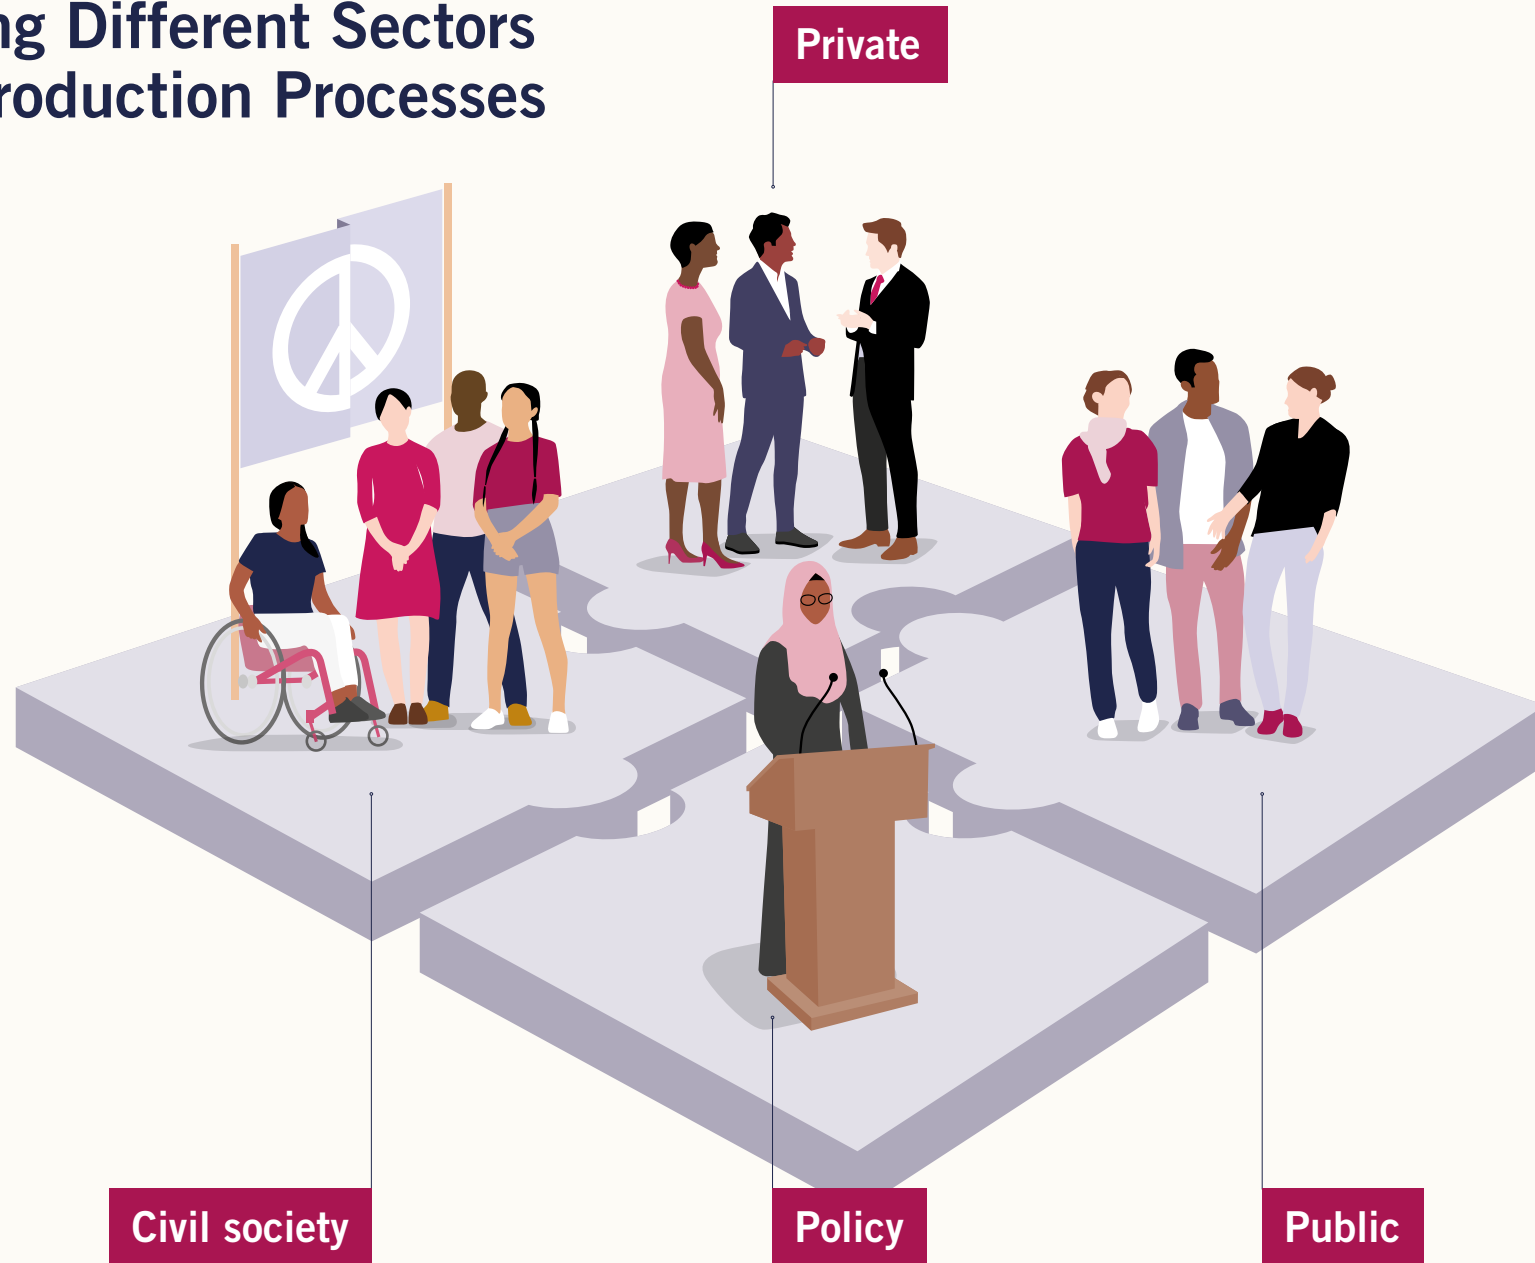 ng Different Sectors
roduction Processes
Private
Civil society
Policy
Public